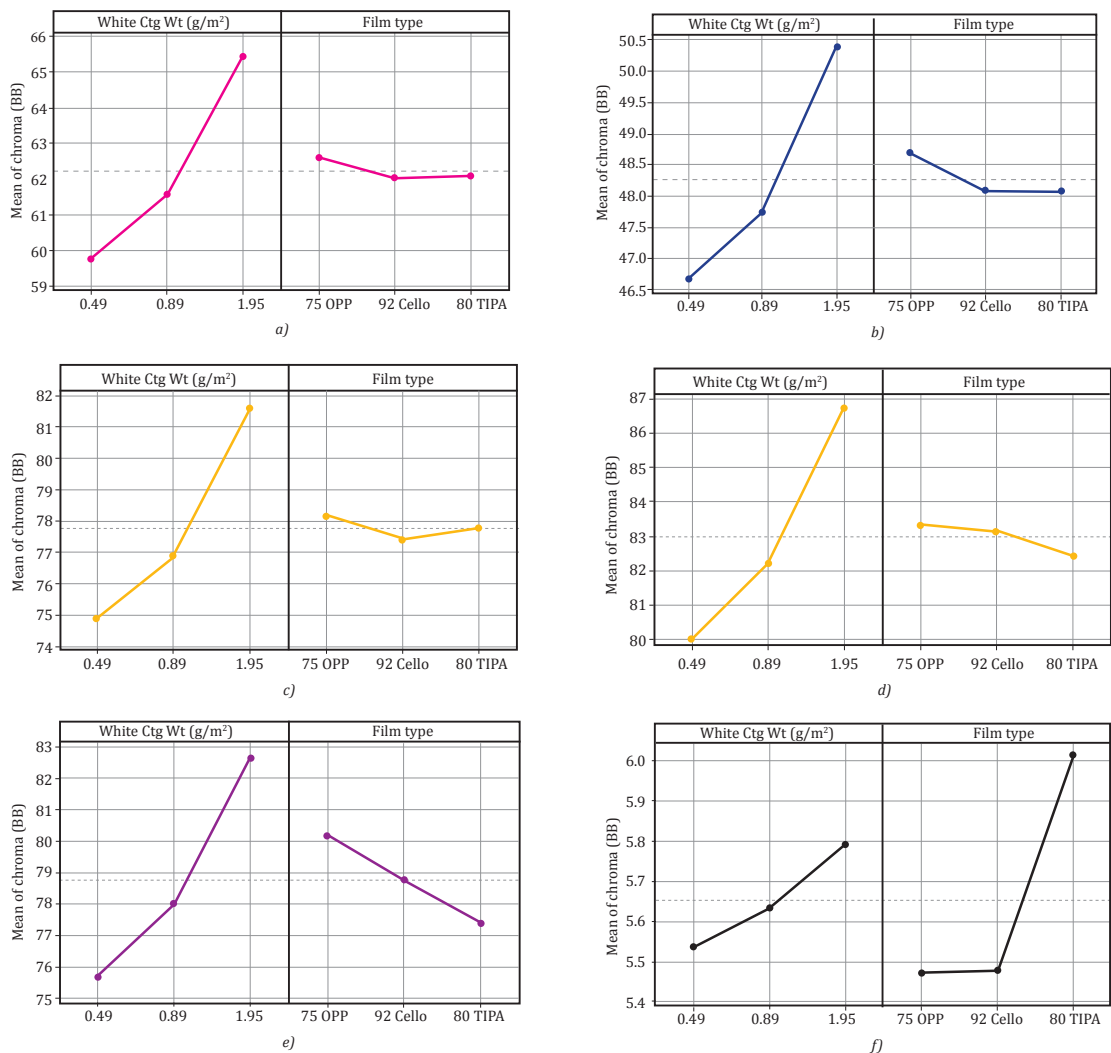 White Ctg Wt (g/m²) Film type
Mean of chroma (BB)
66
65
64
63
62
61
60
59
0.49 0.89 1.95 75 OPP 92 Cello 80 TIPA
a)
White Ctg Wt (g/m²) Film type
Mean of chroma (BB)
50.5
50.0
49.5
49.0
48.5
48.0
47.5
47.0
46.5
0.49 0.89 1.95 75 OPP 92 Cello 80 TIPA
b)
White Ctg Wt (g/m²) Film type
Mean of chroma (BB)
82
81
80
78
78
77
76
75
74
0.49 0.89 1.95 75 OPP 92 Cello 80 TIPA
c)
White Ctg Wt (g/m²) Film type
Mean of chroma (BB)
87
86
85
84
83
82
81
80
0.49 0.89 1.95 75 OPP 92 Cello 80 TIPA
d)
White Ctg Wt (g/m²) Film type
Mean of chroma (BB)
83
82
81
80
78
78
77
76
75
0.49 0.89 1.95 75 OPP 92 Cello 80 TIPA
e)
White Ctg Wt (g/m²) Film type
Mean of chroma (BB)
6.0
5.9
5.8
5.6
5.6
5.5
5.4
0.49 0.89 1.95 75 OPP 92 Cello 80 TIPA
f)